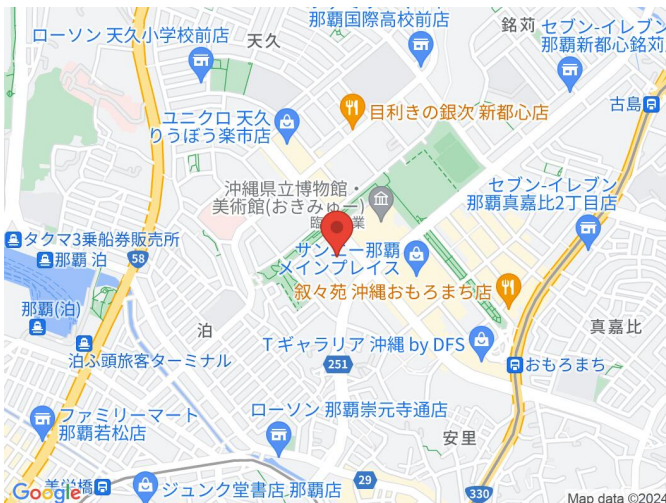 那覇国際高校前店
ローソン 天久小学校前店
天久
銘苅
セブン-イレブン
那覇新都心銘苅
古島
ユニクロ 天久
りうぼう楽市店
目利きの銀次 新都心店
沖縄県立博物館・
美術館(おきみゅー)
セブン-イレブン
那覇真嘉比2丁目店
タクマ3乗船券販売所
那覇 泊
58
サンエー那覇
メインプレイス
叙々苑 沖縄おもろまち店
那覇(泊)
泊
真嘉比
泊ふ頭旅客ターミナル
T ギャラリア 沖縄 by DFS
251
おもろまち
ファミリーマート
那覇若松店
ローソン 那覇崇元寺通店
安里
美栄橋
Google
ジュンク堂書店 那覇店
29
330
Map data ©2024